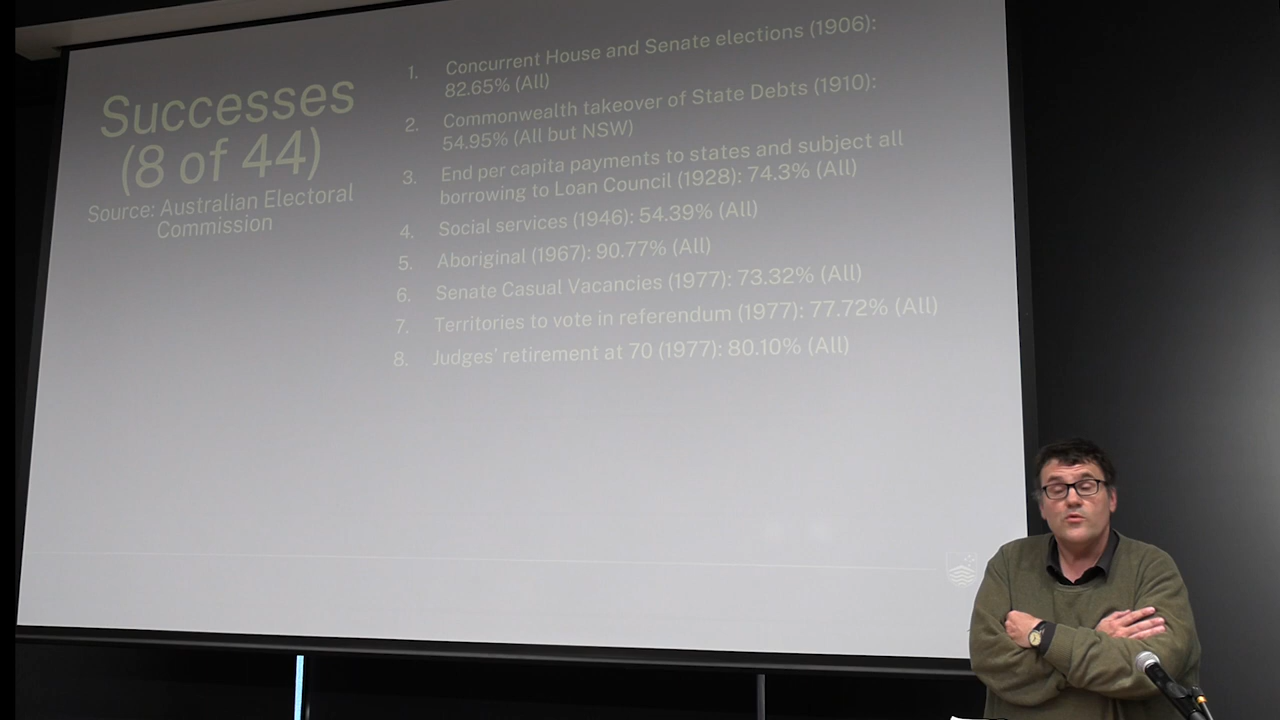 Successes
(8 of 44)
Source: Australian Electoral
Commission
1. Concurrent House and Senate elections (1906):
82.65% (All)
2. Commonwealth takeover of State Debts (1910):
54.95% (All but NSW)
3. End per capita payments to states and subject all
borrowing to Loan Council (1928): 74.3% (All)
4. Social services (1946): 54.39% (All)
5. Aboriginal (1967): 90.77% (All)
6. Senate Casual Vacancies (1977): 73.32% (All)
7. Territories to vote in referendum (1977): 77.72% (All)
8. Judges' retirement at 70 (1977): 80.10% (All)